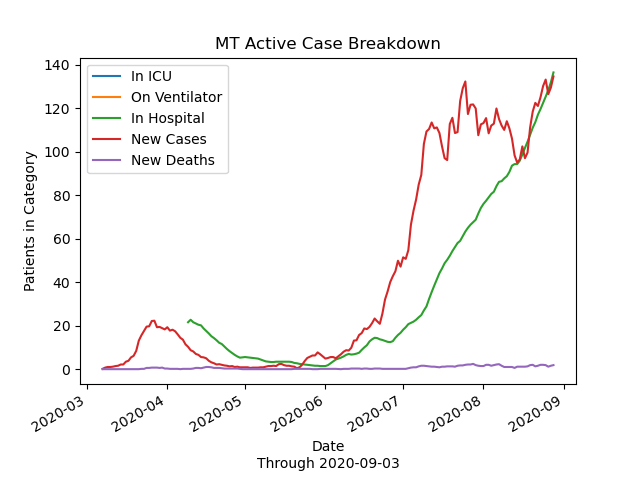 MT Active Case Breakdown
In ICU
On Ventilator
In Hospital
New Cases
New Deaths
Patients in Category
140
120
100
80
60
40
20
0
2020-03
2020-04
2020-05
2020-06
2020-07
2020-08
2020-09
Date
Through 2020-09-03